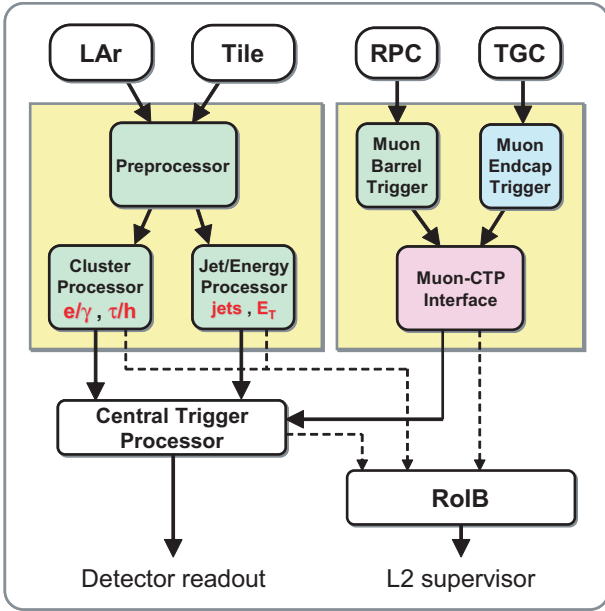 LAr
Tile
RPC
TGC
Preprocessor
Muon
Barrel
Trigger
Muon
Endcap
Trigger
Cluster
Processor
e/γ , τ/h
Jet/Energy
Processor
jets , E_T
Muon-CTP
Interface
Central Trigger
Processor
RoIB
Detector readout
L2 supervisor